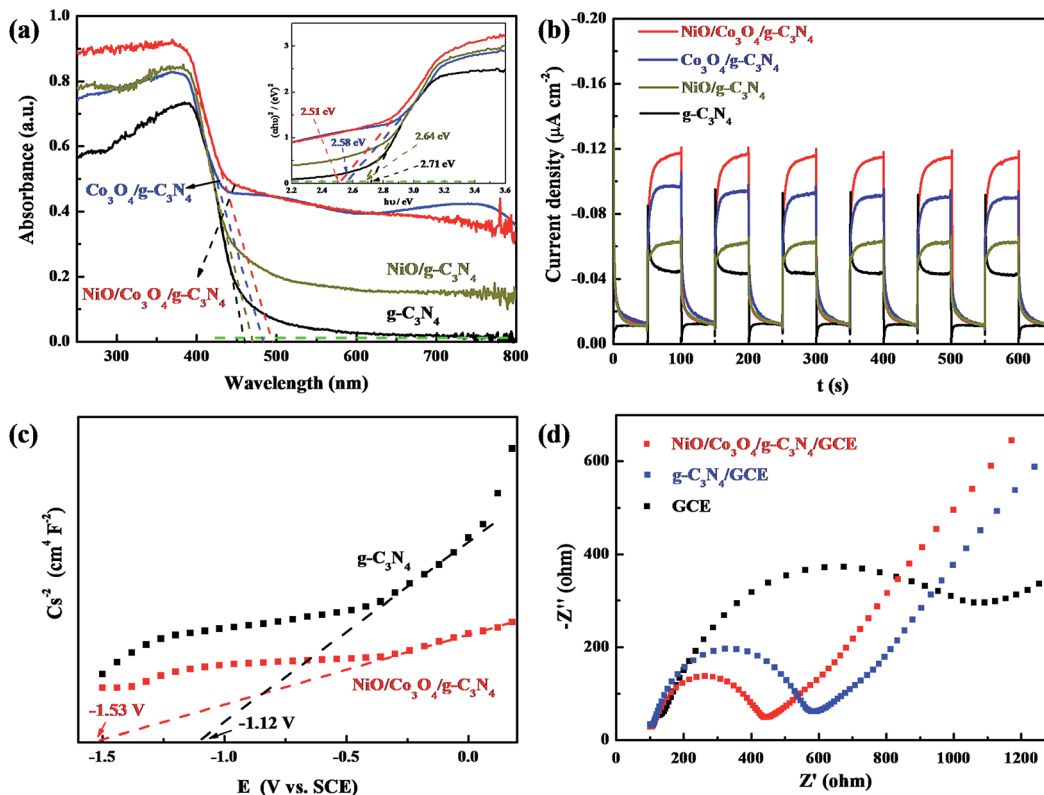 (a)
1.0
0.8
0.6
0.4
0.2
0.0
Absorbance (a.u.)
300 400 500 600 700 800
Wavelength (nm)
Co₃O₄/g-C₃N₄
NiO/Co₃O₄/g-C₃N₄
NiO/g-C₃N₄
g-C₃N₄
3
2
1
0
(αhυ)² / (eV)²
2.51 eV
2.58 eV
2.64 eV
2.71 eV
2.2 2.4 2.6 2.8 3.0 3.2 3.4 3.6
hυ / eV
(b)
-0.20
-0.16
-0.12
-0.08
-0.04
0.00
Current density (μA cm⁻²)
NiO/Co₃O₄/g-C₃N₄
Co₃O₄/g-C₃N₄
NiO/g-C₃N₄
g-C₃N₄
0 100 200 300 400 500 600
t (s)
(c)
Cs⁻² (cm⁴ F⁻²)
g-C₃N₄
NiO/Co₃O₄/g-C₃N₄
-1.53 V
-1.12 V
-1.5 -1.0 -0.5 0.0
E (V vs. SCE)
(d)
600
400
200
0
-Z'' (ohm)
NiO/Co₃O₄/g-C₃N₄/GCE
g-C₃N₄/GCE
GCE
0 200 400 600 800 1000 1200
Z' (ohm)